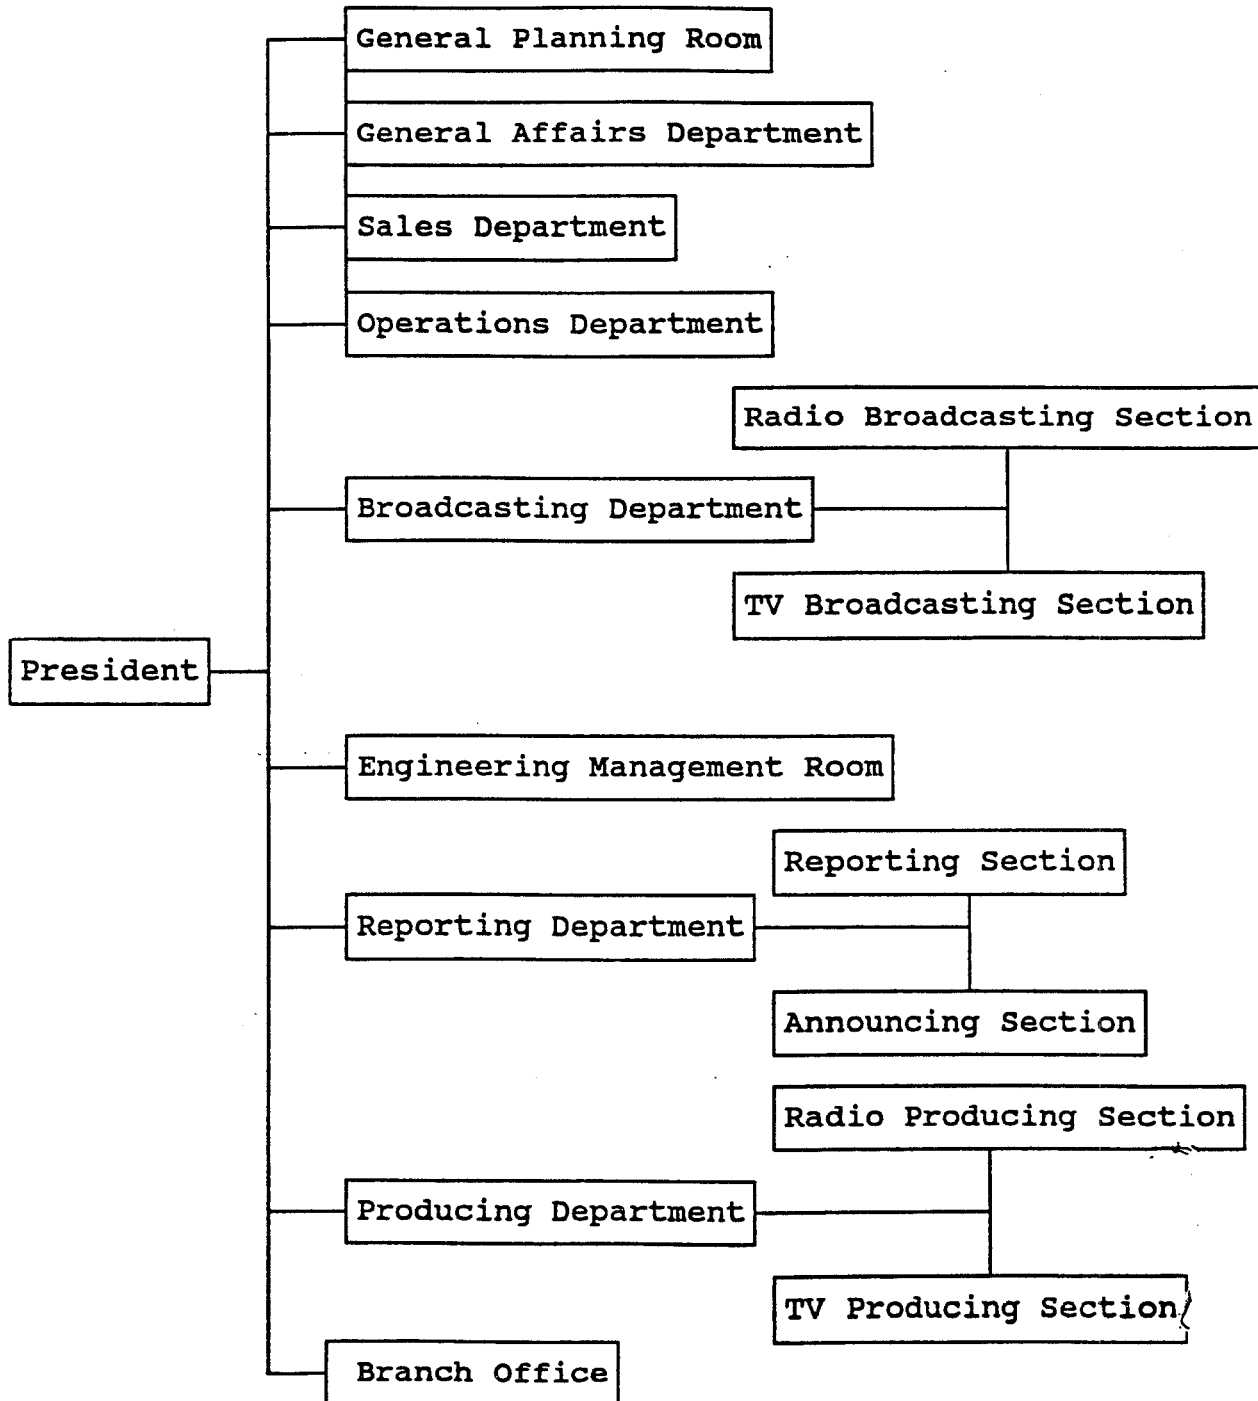 General Planning Room
General Affairs Department
Sales Department
Operations Department
Radio Broadcasting Section
Broadcasting Department
TV Broadcasting Section
President
Engineering Management Room
Reporting Section
Reporting Department
Announcing Section
Radio Producing Section
Producing Department
TV Producing Section
Branch Office